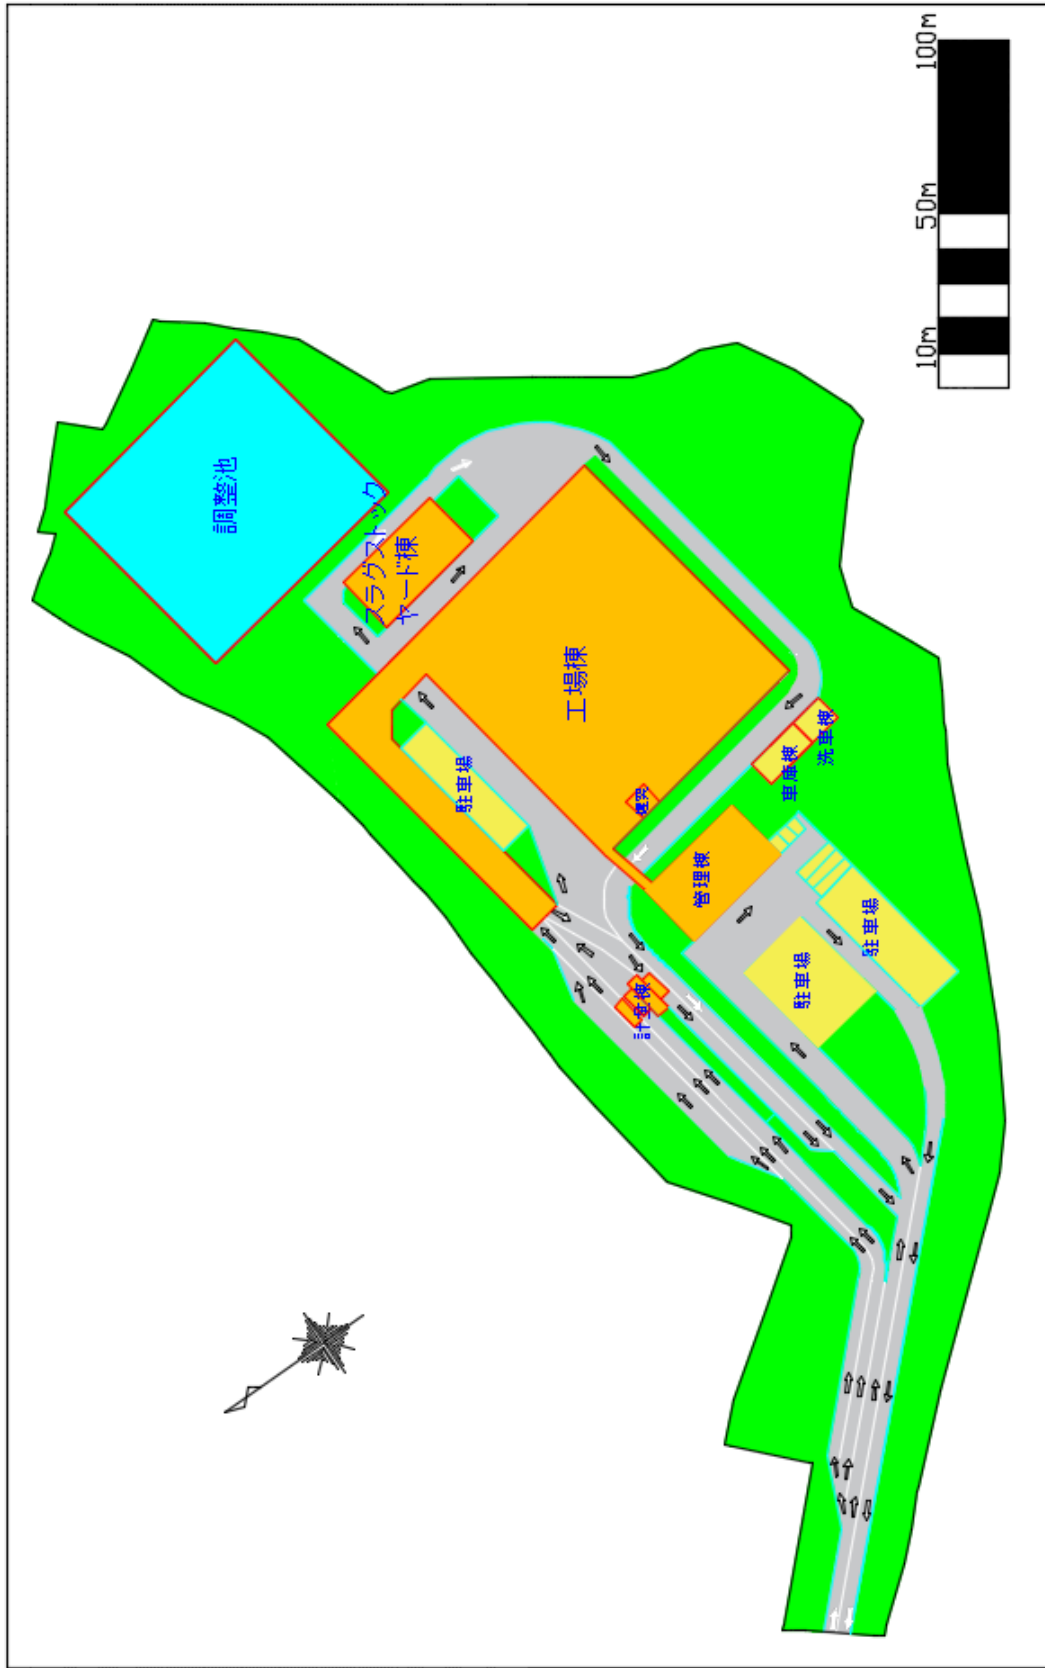 調整池
スラグストック
ヤード棟
工場棟
駐車場
煙突
車庫棟
洗車棟
管理棟
駐車場
駐車場
計量棟
10m
50m
100m